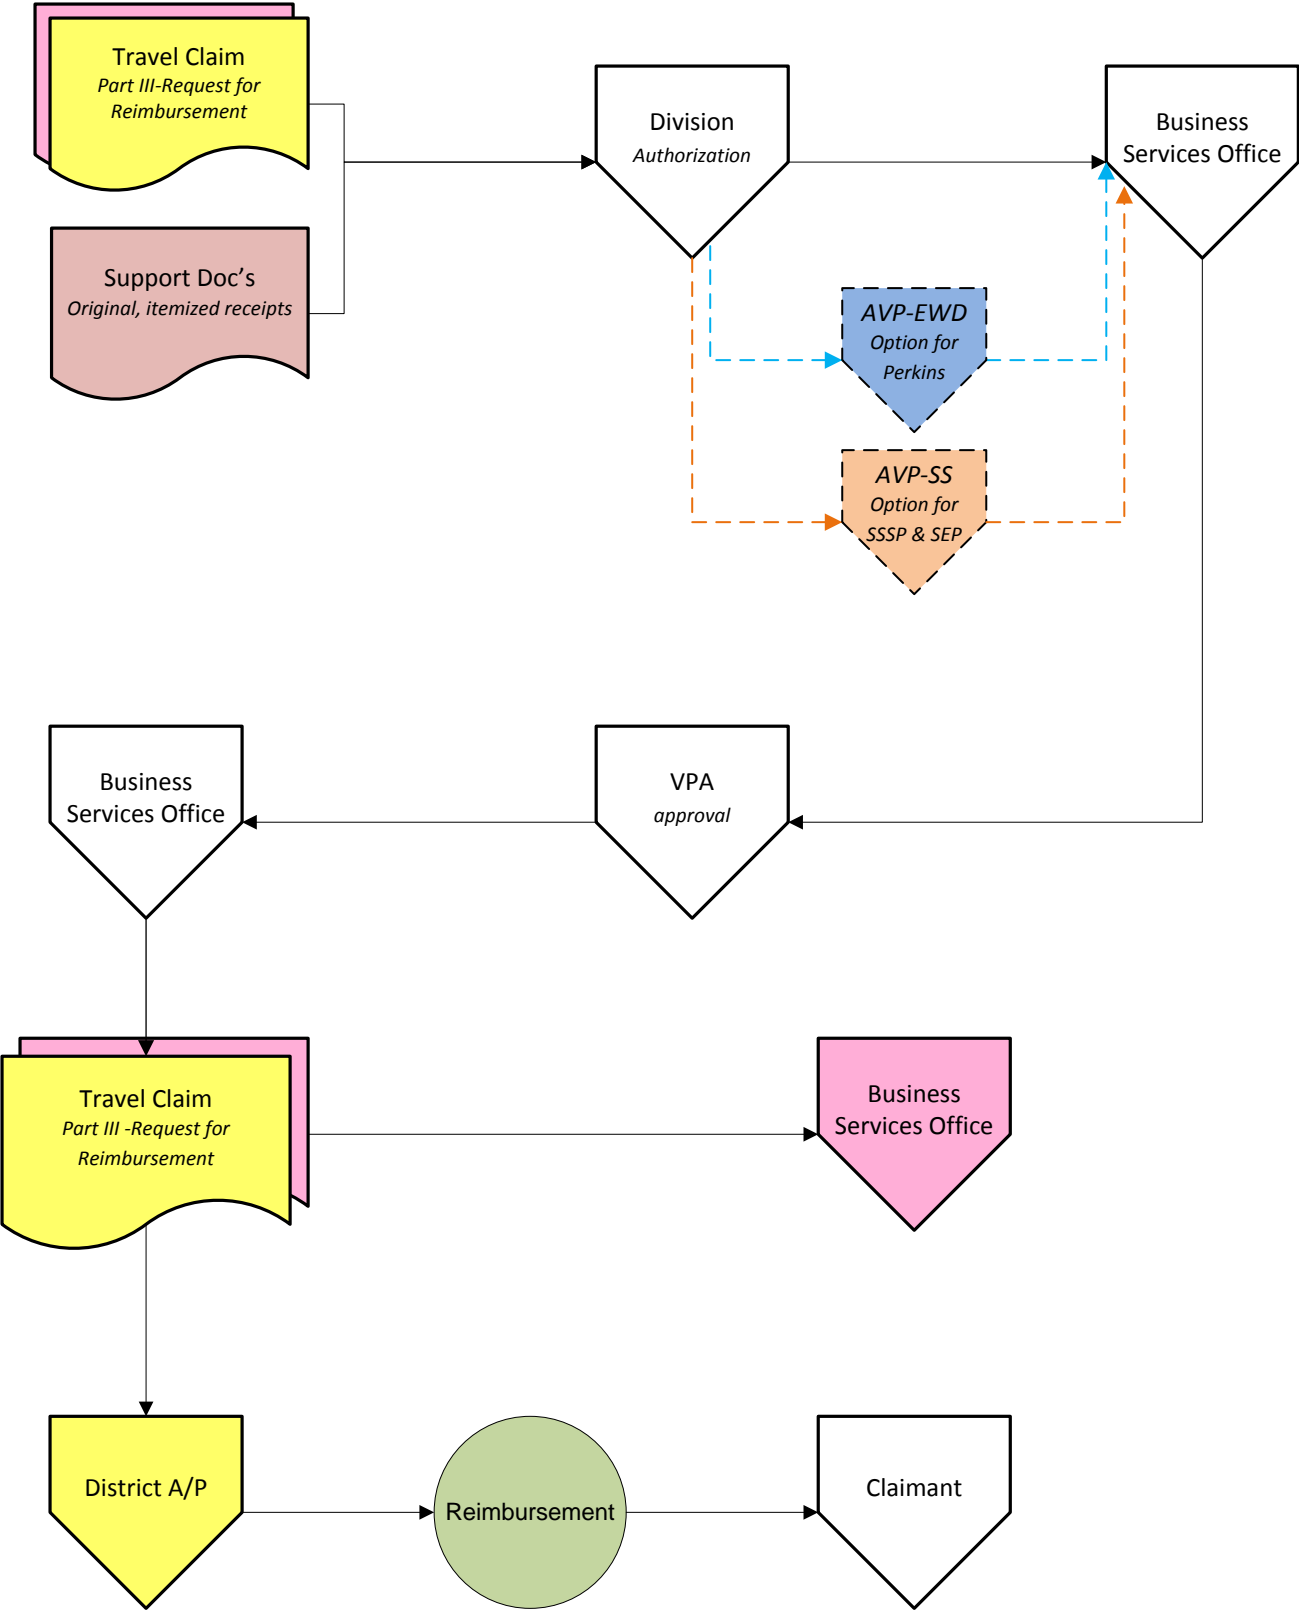 Travel Claim
Part III-Request for
Reimbursement
Support Doc's
Original, itemized receipts
Division
Authorization
Business
Services Office
AVP-EWD
Option for
Perkins
AVP-SS
Option for
SSSP & SEP
Business
Services Office
VPA
approval
Travel Claim
Part III -Request for
Reimbursement
Business
Services Office
District A/P
Reimbursement
Claimant